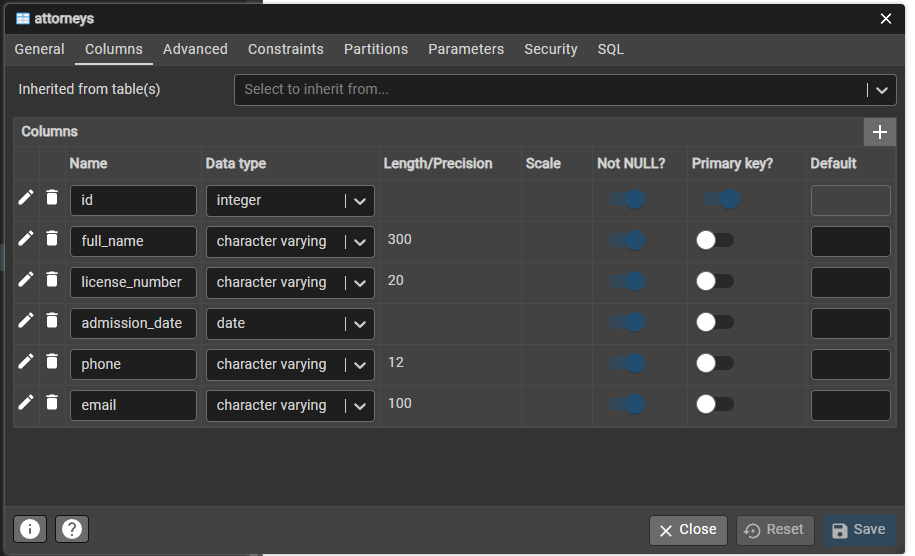 attorneys
General Columns Advanced Constraints Partitions Parameters Security SQL
Inherited from table(s) Select to inherit from...
Columns
Name Data type Length/Precision Scale Not NULL? Primary key? Default
id integer
full_name character varying 300
license_number character varying 20
admission_date date
phone character varying 12
email character varying 100
Close Reset Save